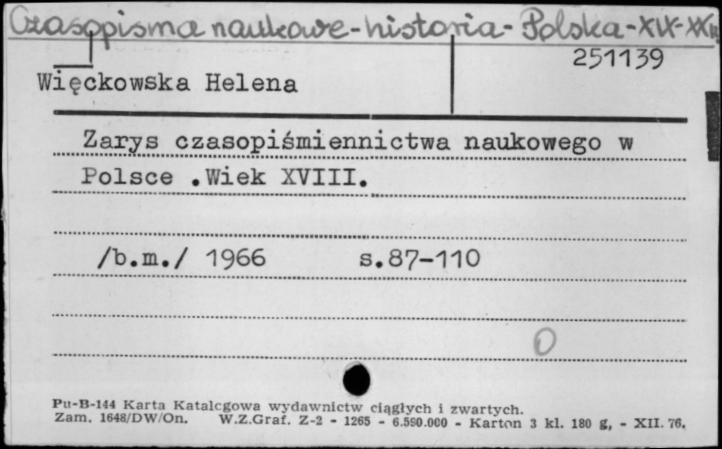 Czasopisma naukowe-historia-Polska-XIX-XX w
251139
Więckowska Helena
Zarys czasopiśmiennictwa naukowego w
Polsce .Wiek XVIII.
/b.m./ 1966 s.87-110
0
Pu-B-144 Karta Katalogowa wydawnictw ciągłych i zwartych.
Zam. 1648/DW/On. W.Z.Graf. Z-2 - 1265 - 6.590.000 - Karton 3 kl. 180 g, - XII. 76.